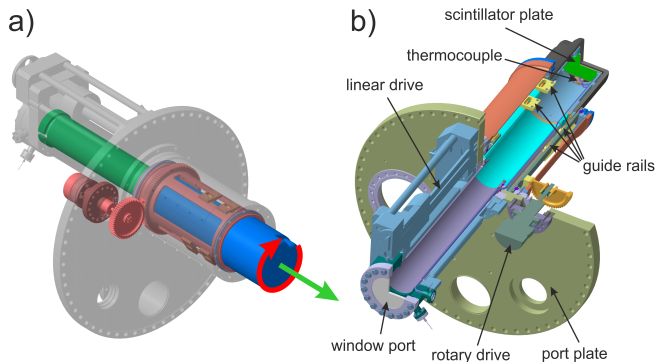 a)
b)
scintillator plate
thermocouple
linear drive
guide rails
window port
rotary drive
port plate